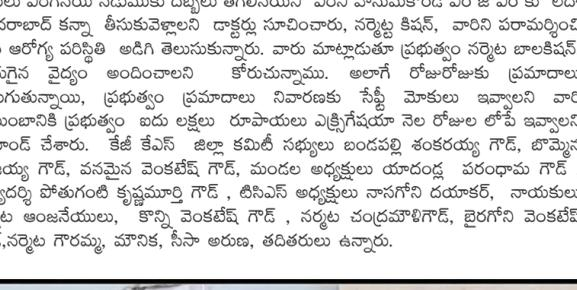 దరాబాద్ కన్నా తీసుకువెళ్లాలని డాక్టర్లు సూచించారు, నర్మెట్ట కిషన్, వారిని పరామర్శించి
ఆరోగ్య పరిస్థితి అడిగి తెలుసుకున్నారు. వారు మాట్లాడుతూ ప్రభుత్వం నర్మెట బాలకిషన్
వైద్యం అందించాలని కోరుచున్నాము. అలాగే రోజురోజుకు ప్రమాదాలు
ప్రభుత్వం ప్రమాదాలు నివారణకు సేఫ్టీ మోకులు ఇవ్వాలని వారి
ప్రభుత్వం ఐదు లక్షలు రూపాయలు ఎక్స్గిగేషయా నెల రోజుల లోపే ఇవ్వాలని
చేశారు. కేజీ కేఎస్ జిల్లా కమిటీ సభ్యులు బండపల్లి శంకరయ్య గౌడ్, బొమ్మెన
గౌడ్, వనమైన వెంకటేష్ గౌడ్, మండల అధ్యక్షులు యాదండ్ల పరంధామ గౌడ్
పోతుగంటి కృష్ణమూర్తి గౌడ్ , టిసిఎస్ అధ్యక్షులు నాసగోని దయాకర్, నాయకులు
ఆంజనేయులు, కొన్ని వెంకటేష్ గౌడ్ , నర్మట చంద్రమౌళిగౌడ్, బైరగోని వెంకటేష్
,నర్మెట గౌరమ్మ, మౌనిక, సీసా అరుణ, తదితరులు ఉన్నారు.